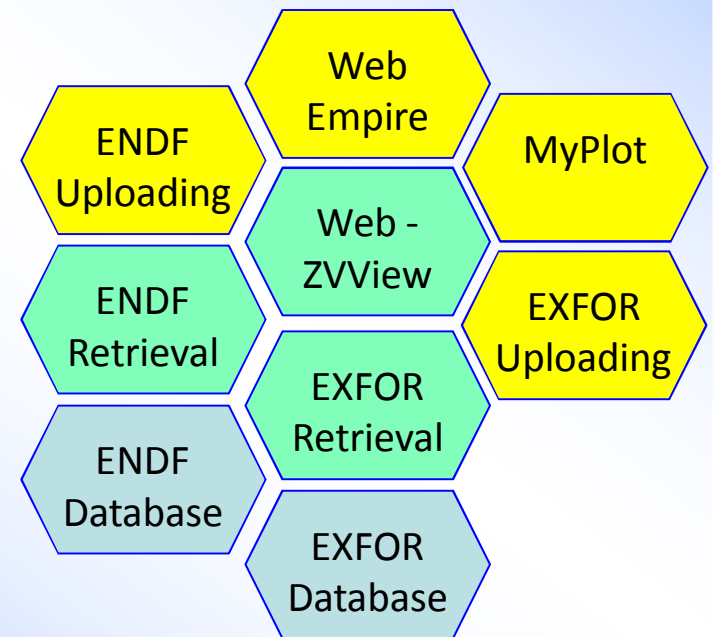 Web
Empire
ENDF
Uploading
MyPlot
Web -
ZVView
ENDF
Retrieval
EXFOR
Uploading
EXFOR
Retrieval
ENDF
Database
EXFOR
Database